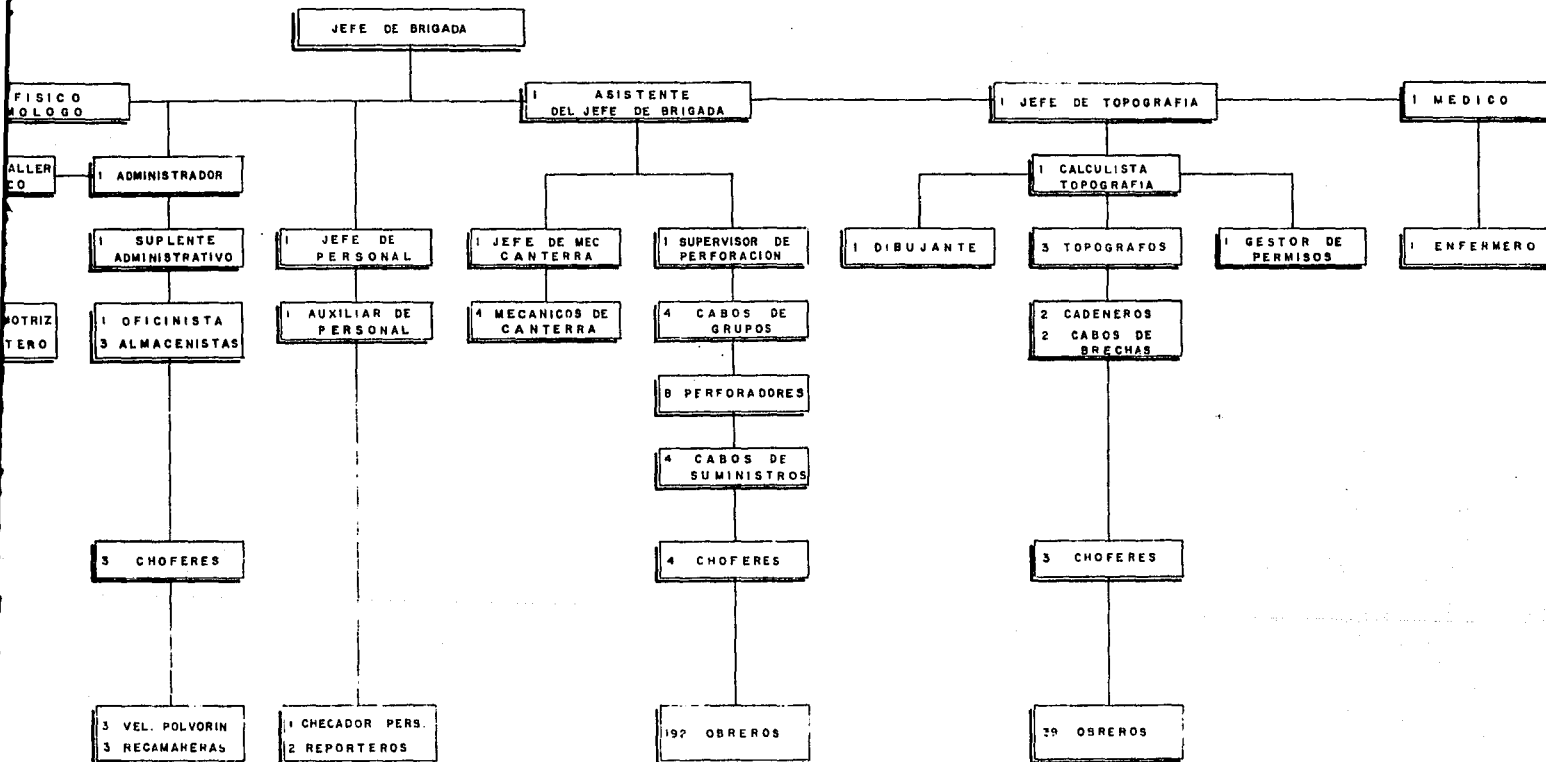 JEFE DE BRIGADA
FISICO
MOLOGO
1 ASISTENTE
DEL JEFE DE BRIGADA
1 JEFE DE TOPOGRAFIA
1 MEDICO
ALLER
CO
1 ADMINISTRADOR
1 CALCULISTA
TOPOGRAFIA
1 SUPLENTE
ADMINISTRATIVO
1 JEFE DE
PERSONAL
1 JEFE DE MEC
CANTERRA
1 SUPERVISOR DE
PERFORACION
1 DIBUJANTE
3 TOPOGRAFOS
1 GESTOR DE
PERMISOS
1 ENFERMERO
MOTRIZ
TERO
1 OFICINISTA
3 ALMACENISTAS
1 AUXILIAR DE
PERSONAL
4 MECANICOS DE
CANTERRA
4 CABOS DE
GRUPOS
2 CADENEROS
2 CABOS DE
BRECHAS
8 PERFORADORES
4 CABOS DE
SUMINISTROS
3 CHOFERES
4 CHOFERES
3 CHOFERES
3 VEL. POLVORIN
3 RECAMARERAS
1 CHECADOR PERS.
2 REPORTEROS
192 OBREROS
39 OBREROS